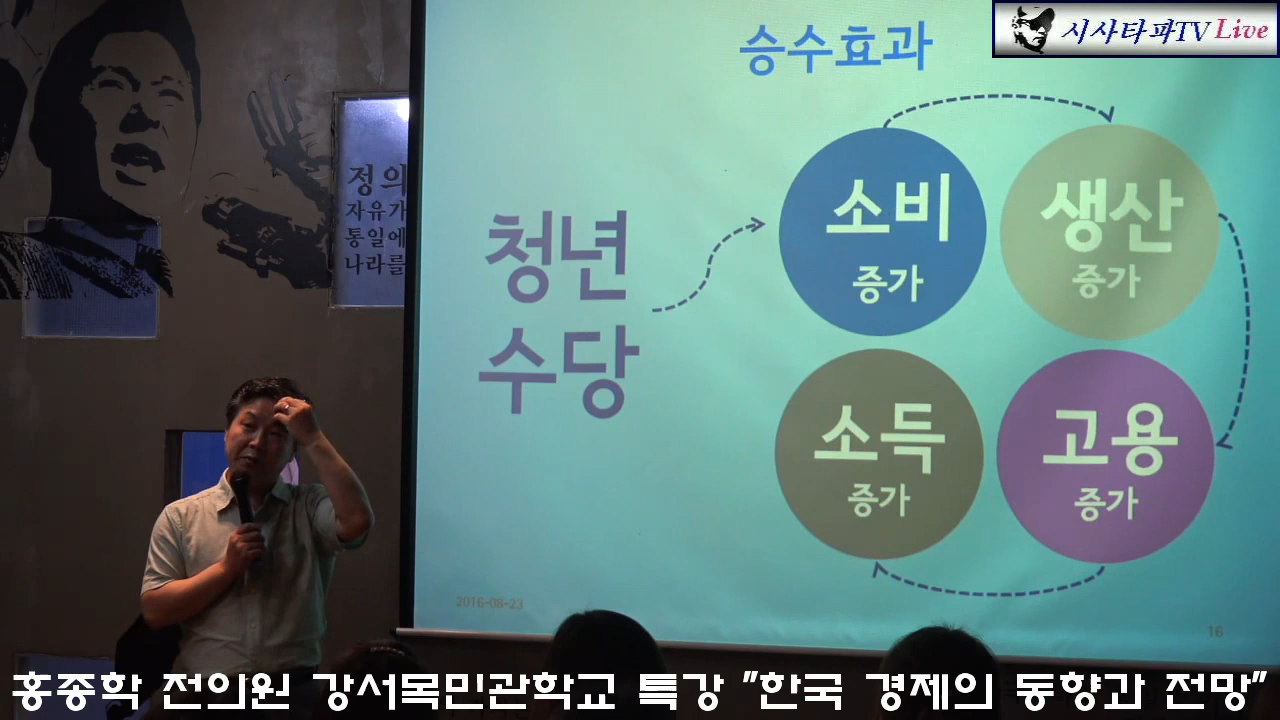 시사타파TV Live
승수효과
정의
자유가
통일에
나라를
청년
수당
소비
증가
생산
증가
소득
증가
고용
증가
2016-08-23
16
홍종학 전의원 강서목민관학교 특강 "한국 경제의 동향과 전망"